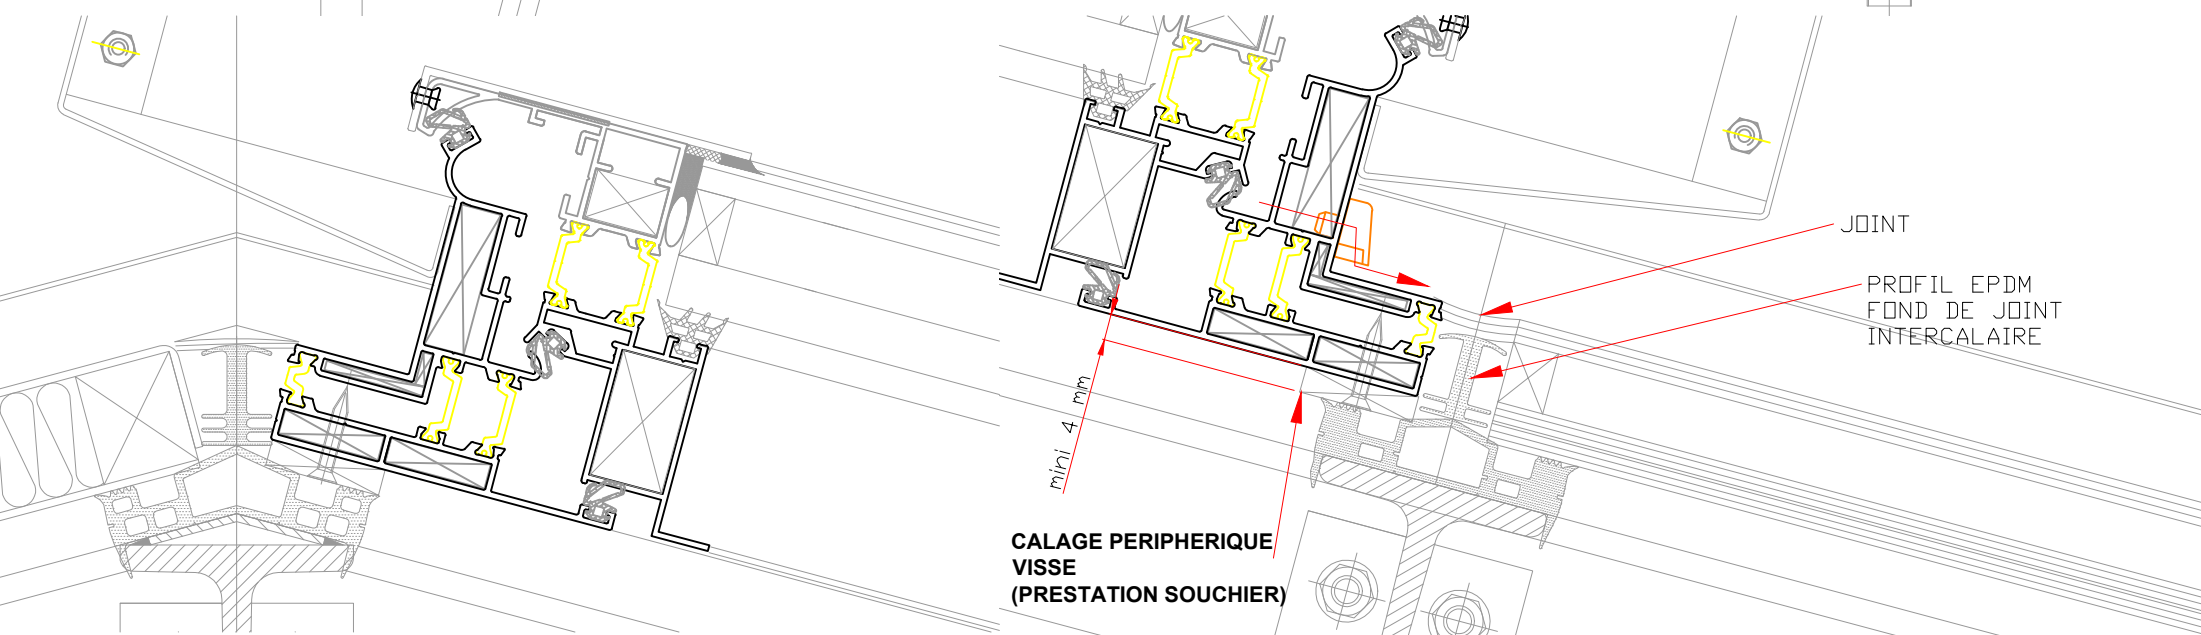 JOINT
PROFIL EPDM
FOND DE JOINT
INTERCALAIRE
mini 4 mm
CALAGE PERIPHERIQUE
VISSE
(PRESTATION SOUCHIER)